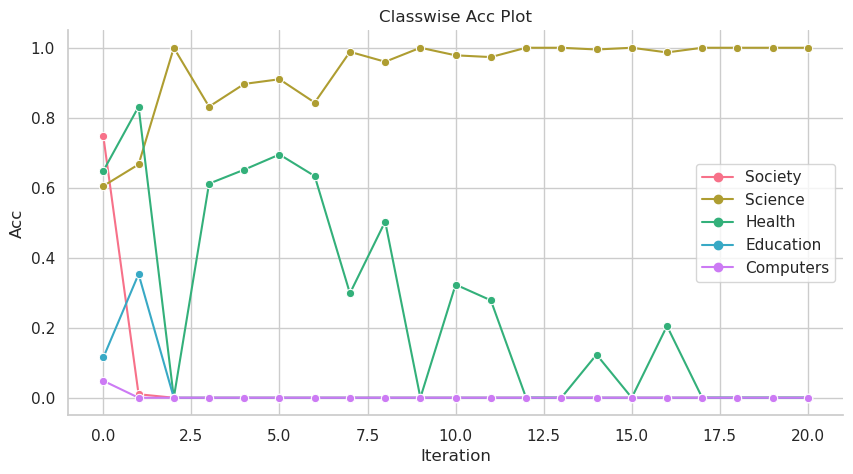 Classwise Acc Plot
1.0
0.8
0.6
0.4
0.2
0.0
Acc
Society
Science
Health
Education
Computers
0.0 2.5 5.0 7.5 10.0 12.5 15.0 17.5 20.0
Iteration